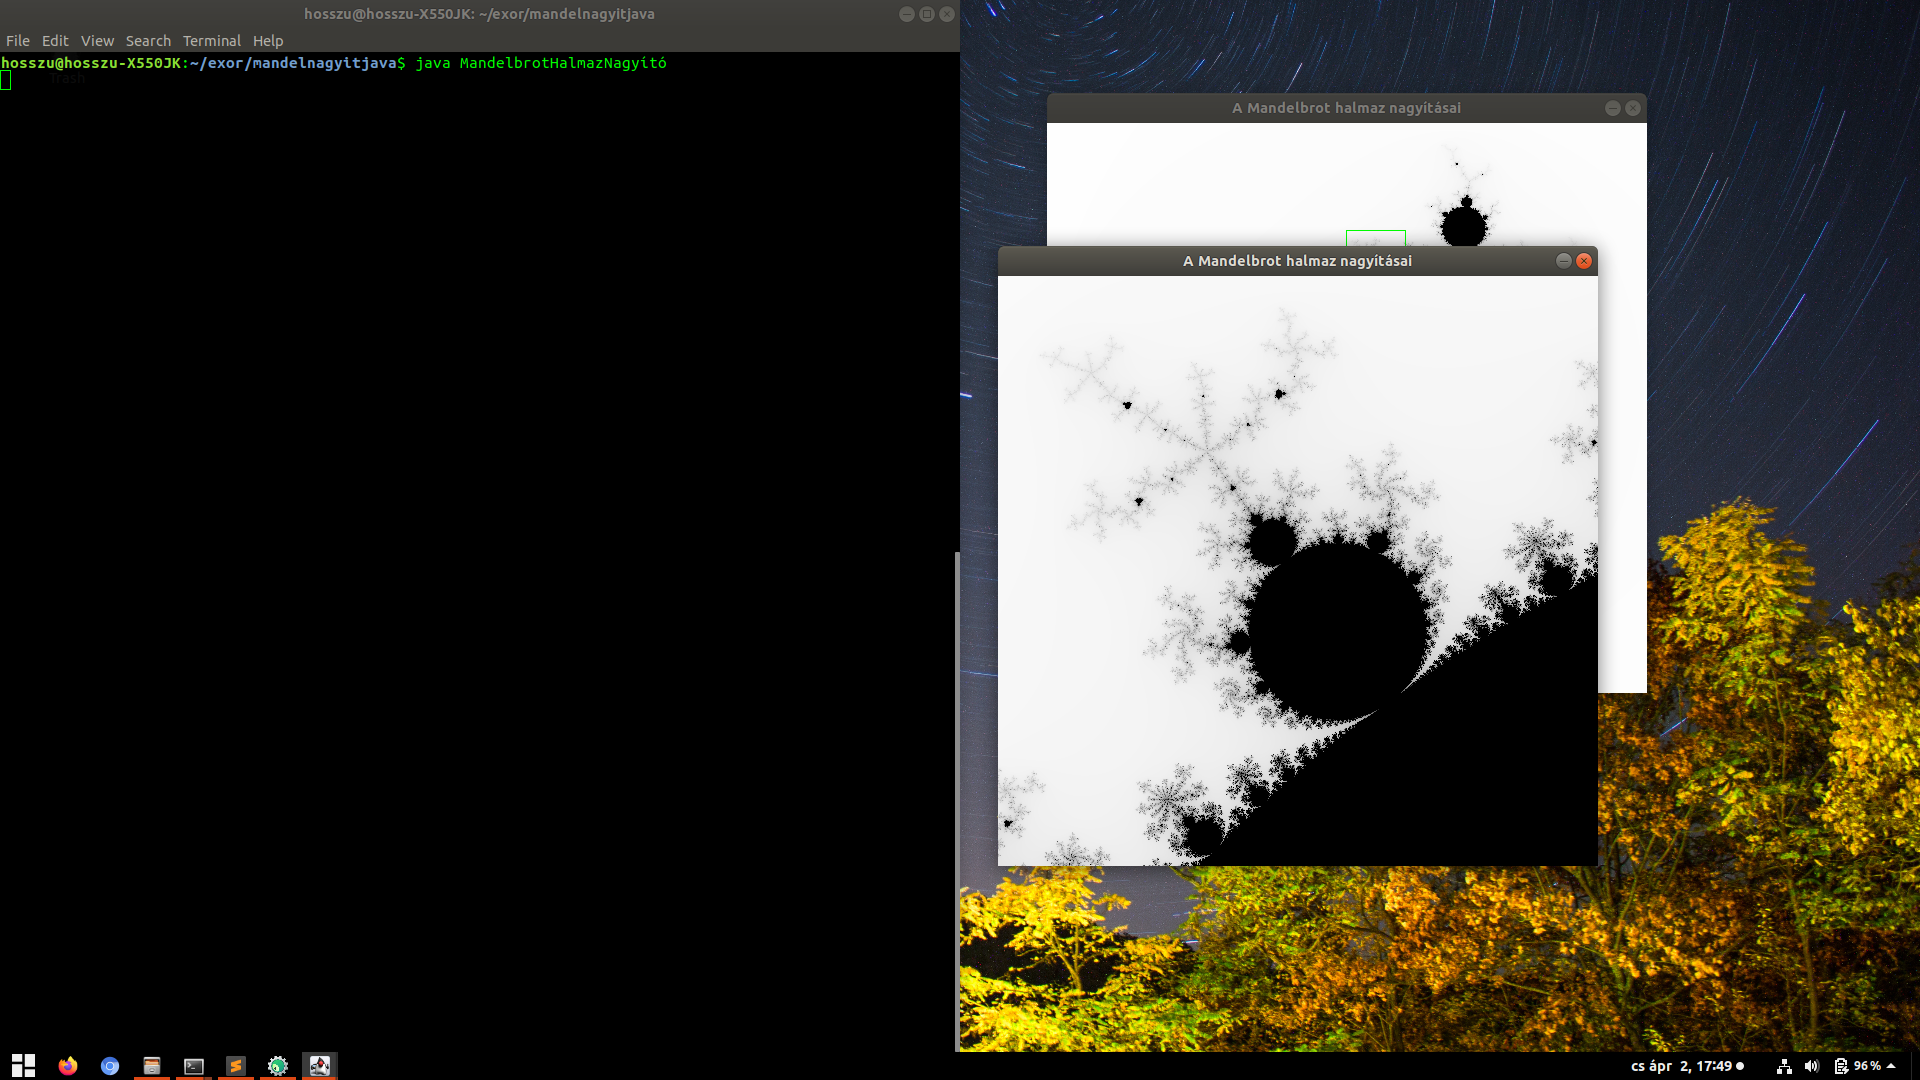 hosszu@hosszu-X550JK: ~/exor/mandelnagyitjava
File Edit View Search Terminal Help
hosszu@hosszu-X550JK:~/exor/mandelnagyitjava$ java MandelbrotHalmazNagyító
Trash
A Mandelbrot halmaz nagyításai
A Mandelbrot halmaz nagyításai
cs ápr 2, 17:49
96%